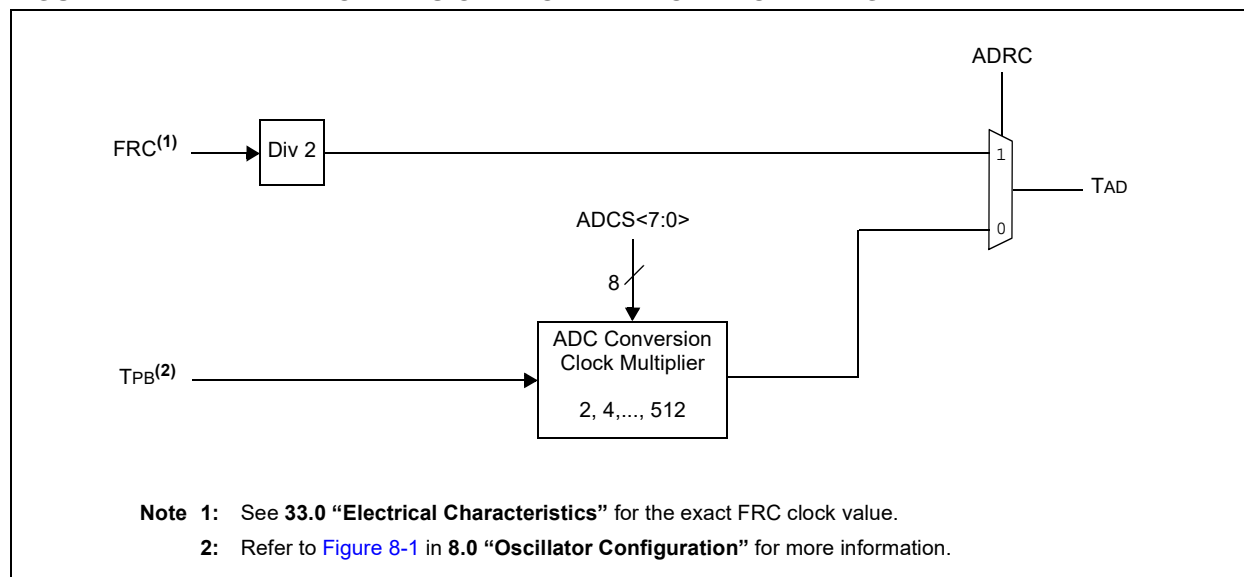 ADRC
FRC(1)
Div 2
1
TAD
ADCS<7:0>
0
8
ADC Conversion
Clock Multiplier
TPB(2)
2, 4,..., 512
Note 1: See 33.0 “Electrical Characteristics” for the exact FRC clock value.
2: Refer to Figure 8-1 in 8.0 “Oscillator Configuration” for more information.